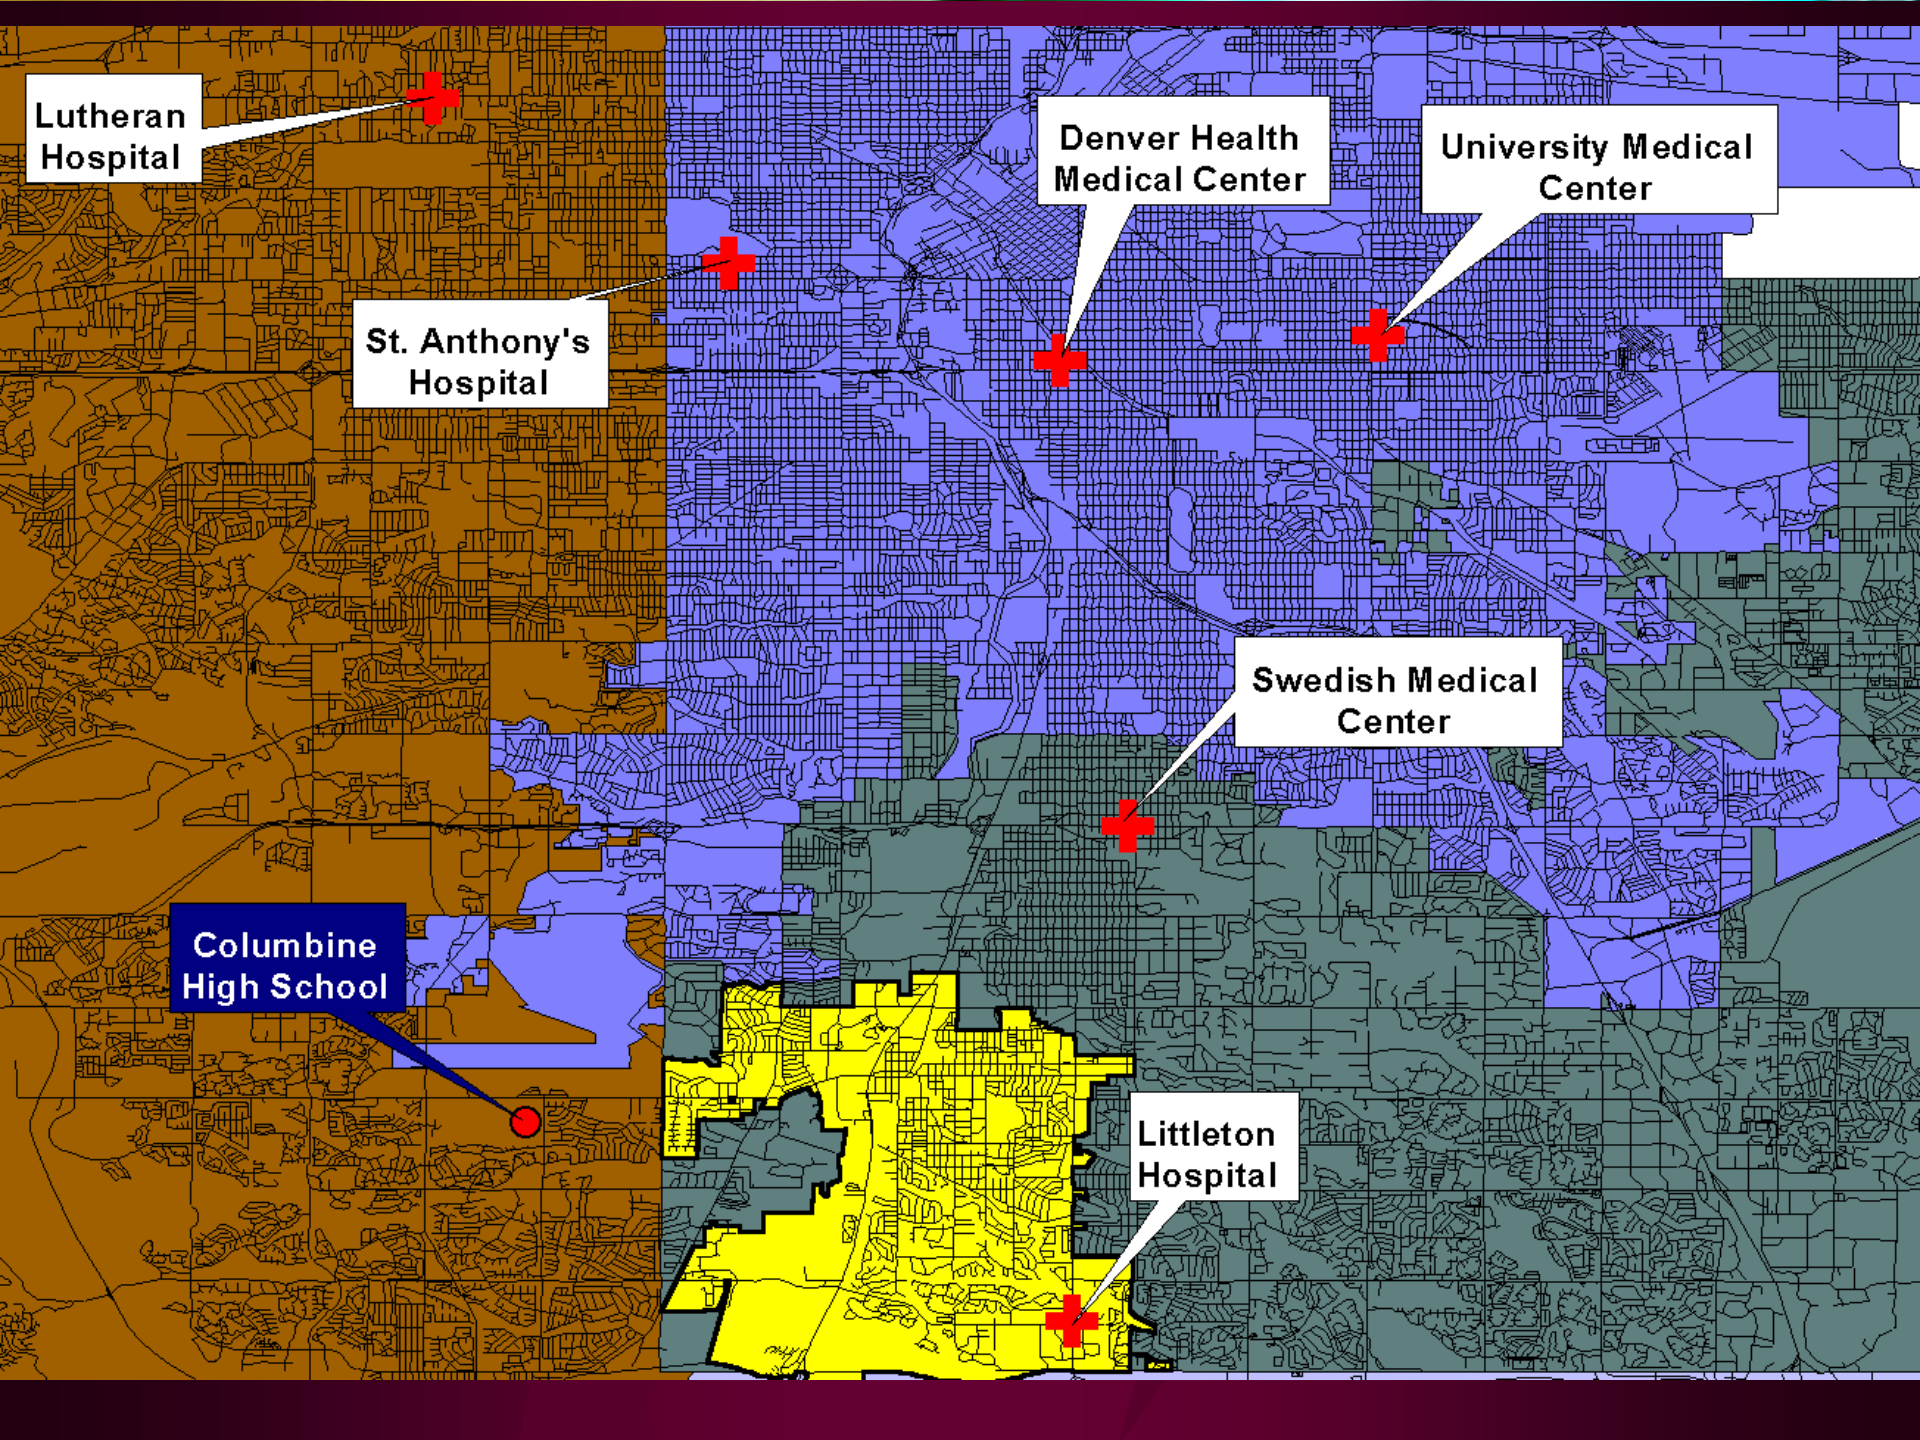 Lutheran
Hospital
Denver Health
Medical Center
University Medical
Center
St. Anthony's
Hospital
Swedish Medical
Center
Columbine
High School
Littleton
Hospital